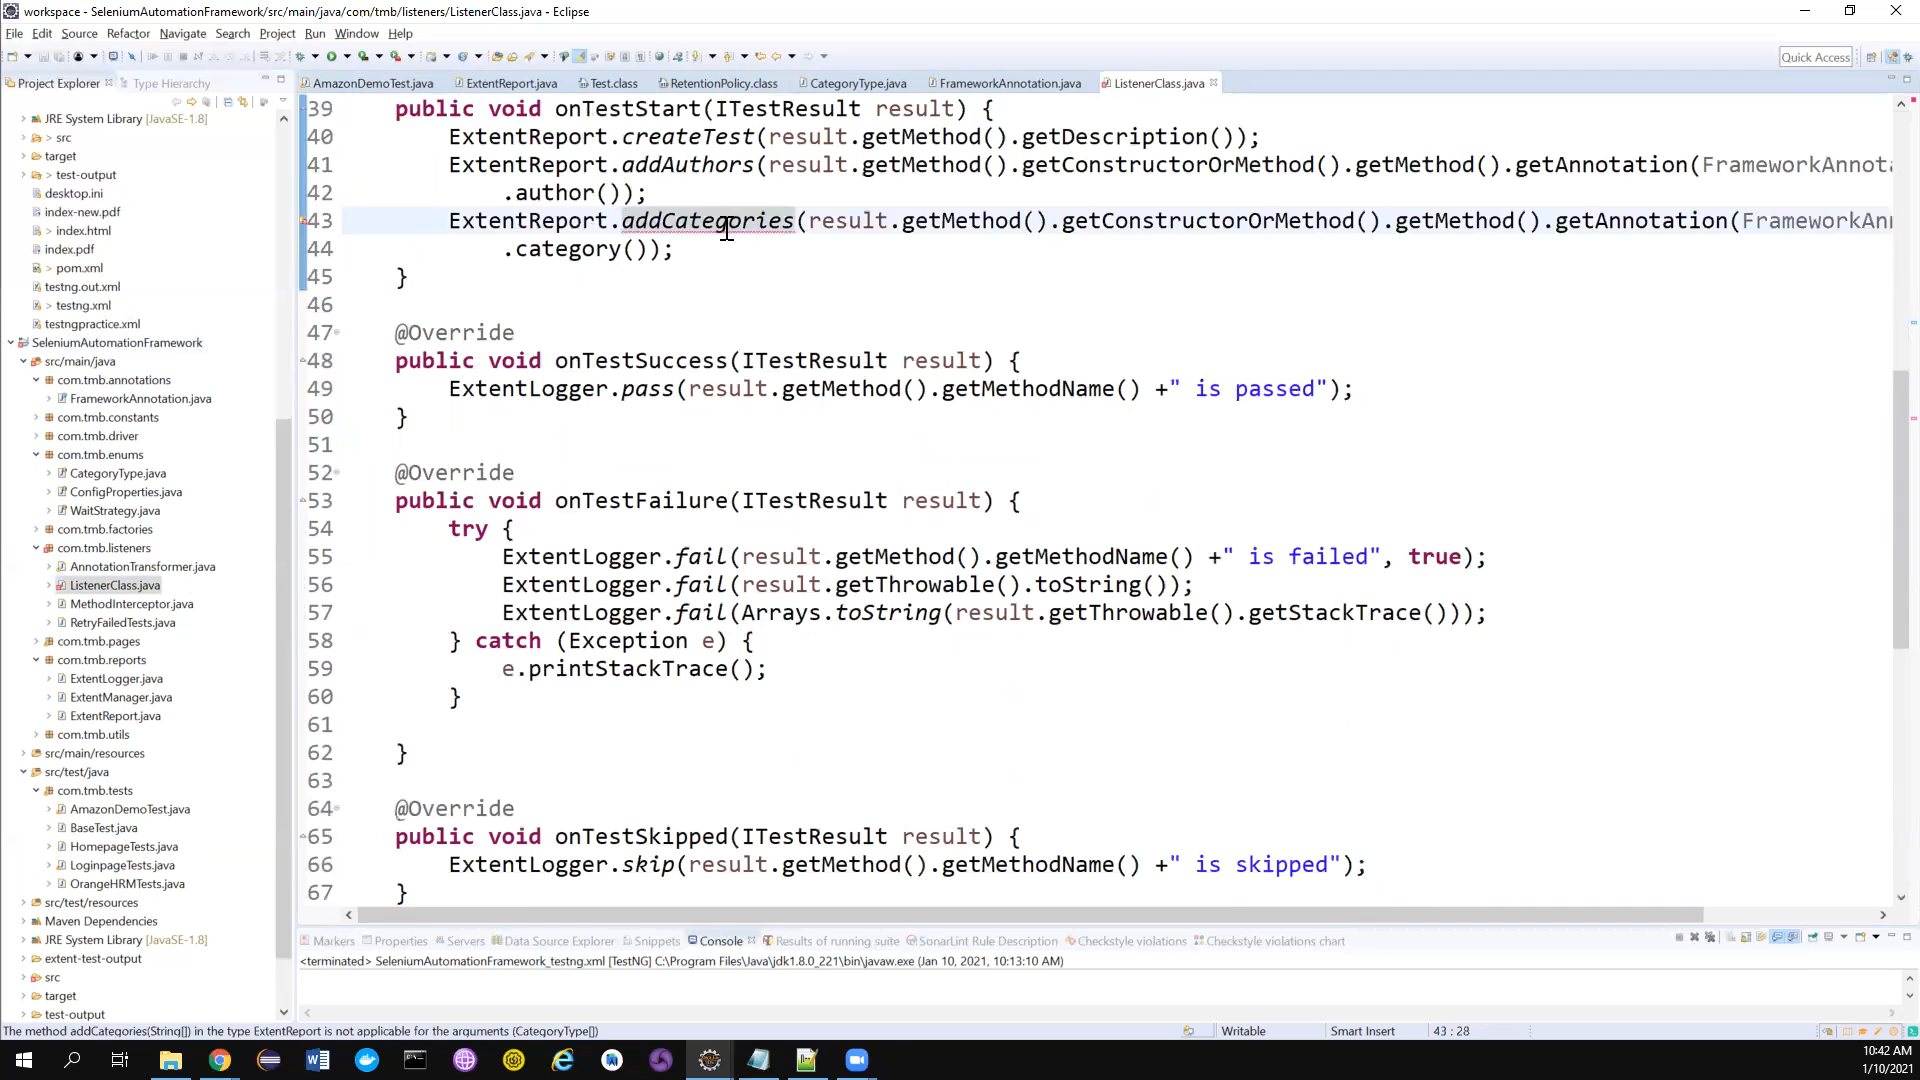 workspace - SeleniumAutomationFramework/src/main/java/com/tmb/listeners/ListenerClass.java - Eclipse
File Edit Source Refactor Navigate Search Project Run Window Help
Quick Access
Project Explorer Type Hierarchy
AmazonDemoTest.java ExtentReport.java Test.class RetentionPolicy.class CategoryType.java FrameworkAnnotation.java ListenerClass.java
JRE System Library [JavaSE-1.8]
> src
target
> test-output
desktop.ini
index-new.pdf
> index.html
index.pdf
> pom.xml
testng.out.xml
> testng.xml
testngpractice.xml
SeleniumAutomationFramework
src/main/java
com.tmb.annotations
FrameworkAnnotation.java
com.tmb.constants
com.tmb.driver
com.tmb.enums
CategoryType.java
ConfigProperties.java
WaitStrategy.java
com.tmb.factories
com.tmb.listeners
AnnotationTransformer.java
ListenerClass.java
MethodInterceptor.java
RetryFailedTests.java
com.tmb.pages
com.tmb.reports
ExtentLogger.java
ExtentManager.java
ExtentReport.java
com.tmb.utils
src/main/resources
src/test/java
com.tmb.tests
AmazonDemoTest.java
BaseTest.java
HomepageTests.java
LoginpageTests.java
OrangeHRMTests.java
src/test/resources
Maven Dependencies
JRE System Library [JavaSE-1.8]
extent-test-output
src
target
test-output
39 public void onTestStart(ITestResult result) {
40 ExtentReport.createTest(result.getMethod().getDescription());
41 ExtentReport.addAuthors(result.getMethod().getConstructorOrMethod().getMethod().getAnnotation(FrameworkAnnota
42 .author());
43 ExtentReport.addCategories(result.getMethod().getConstructorOrMethod().getMethod().getAnnotation(FrameworkAnn
44 .category());
45 }
46
47 @Override
48 public void onTestSuccess(ITestResult result) {
49 ExtentLogger.pass(result.getMethod().getMethodName() +" is passed");
50 }
51
52 @Override
53 public void onTestFailure(ITestResult result) {
54 try {
55 ExtentLogger.fail(result.getMethod().getMethodName() +" is failed", true);
56 ExtentLogger.fail(result.getThrowable().toString());
57 ExtentLogger.fail(Arrays.toString(result.getThrowable().getStackTrace()));
58 } catch (Exception e) {
59 e.printStackTrace();
60 }
61
62 }
63
64 @Override
65 public void onTestSkipped(ITestResult result) {
66 ExtentLogger.skip(result.getMethod().getMethodName() +" is skipped");
67 }
Markers Properties Servers Data Source Explorer Snippets Console Results of running suite SonarLint Rule Description Checkstyle violations Checkstyle violations chart
<terminated> SeleniumAutomationFramework_testng.xml [TestNG] C:\Program Files\Java\jdk1.8.0_221\bin\javaw.exe (Jan 10, 2021, 10:13:10 AM)
The method addCategories(String[]) in the type ExtentReport is not applicable for the arguments (CategoryType[]) Writable Smart Insert 43 : 28
10:42 AM
1/10/2021